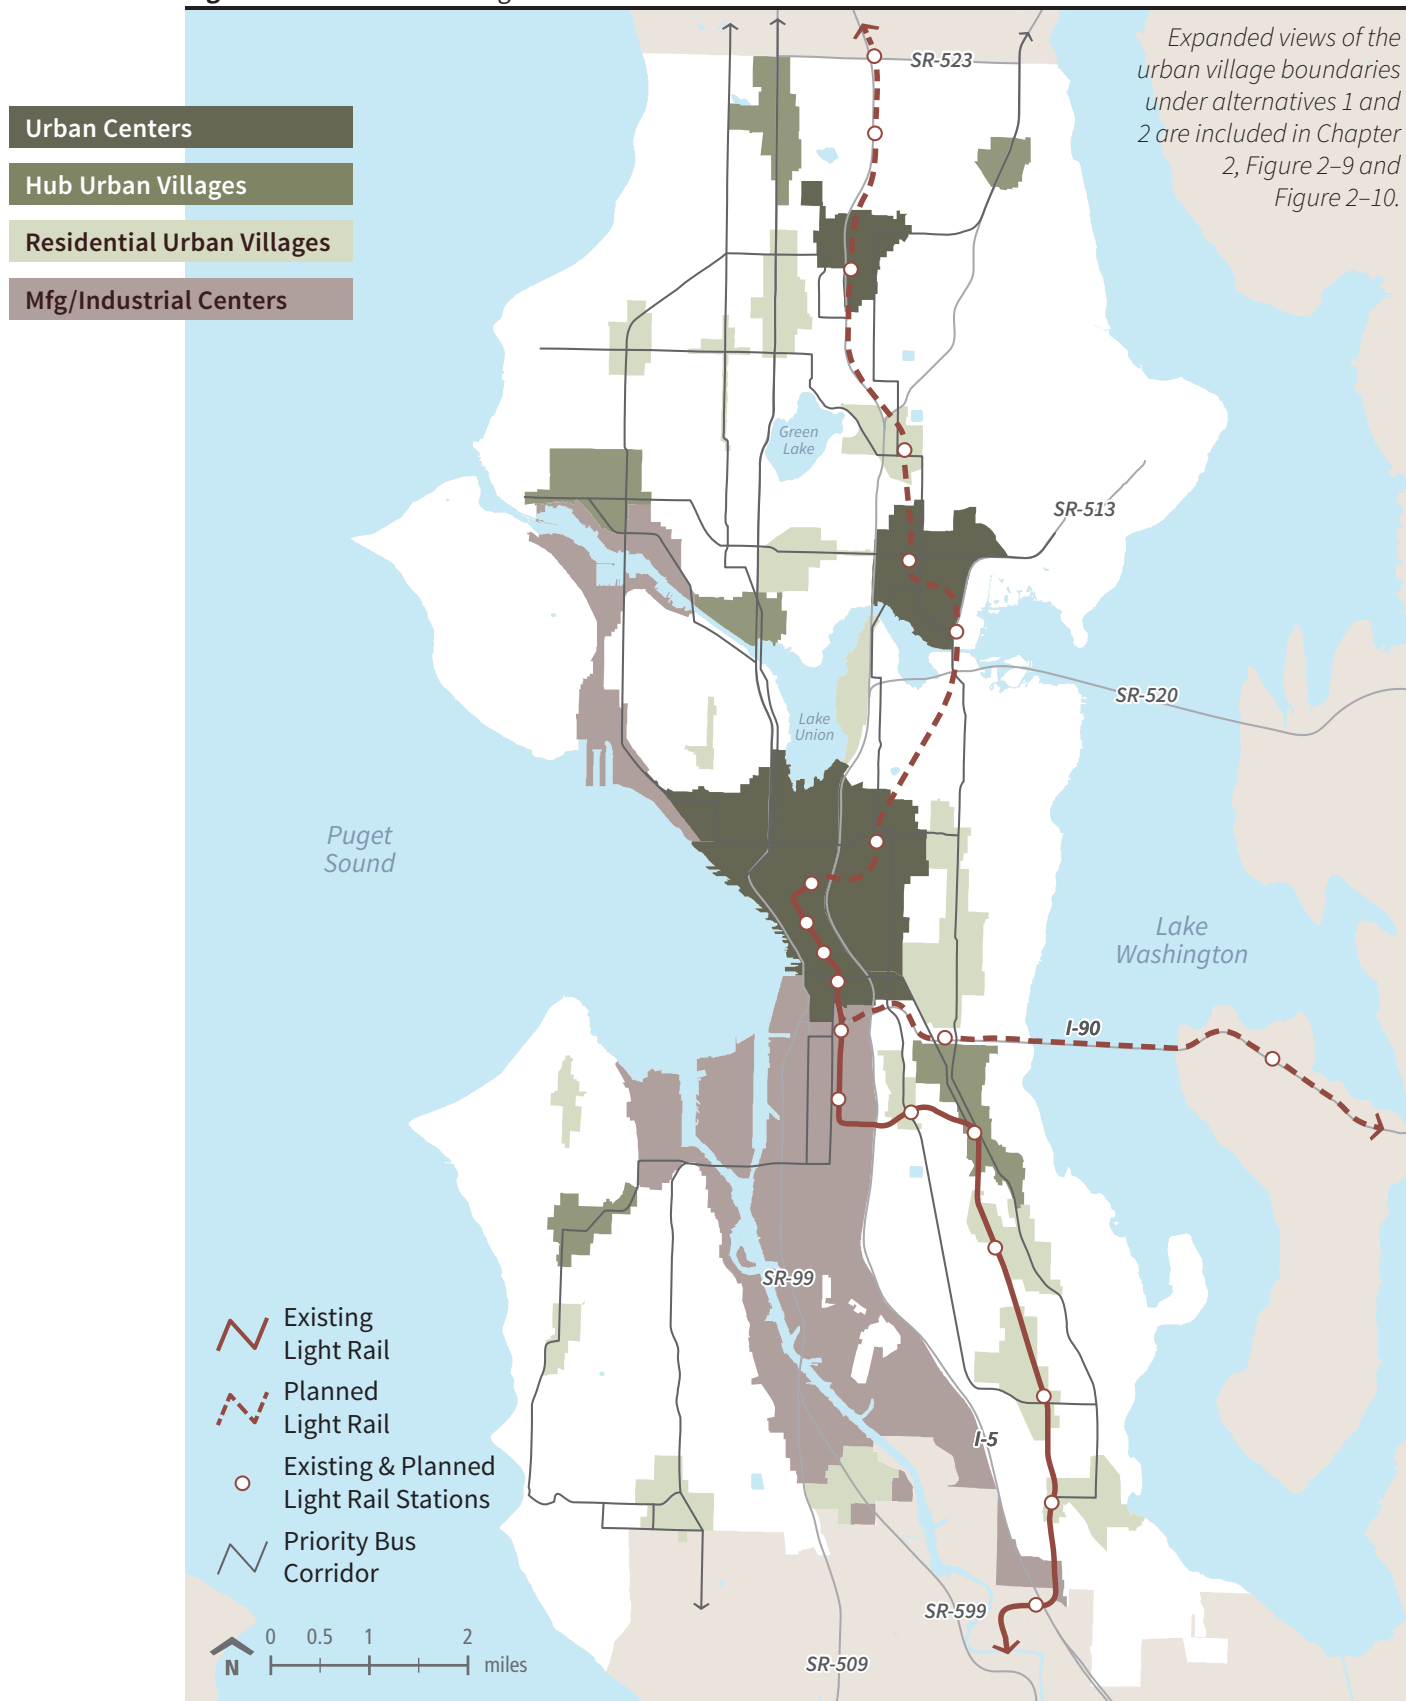 SR-523
Expanded views of the
urban village boundaries
under alternatives 1 and
2 are included in Chapter
2, Figure 2–9 and
Figure 2–10.
Urban Centers
Hub Urban Villages
Residential Urban Villages
Mfg/Industrial Centers
Green
Lake
SR-513
SR-520
Lake
Union
Puget
Sound
Lake
Washington
I-90
SR-99
Existing
Light Rail
Planned
Light Rail
I-5
Existing & Planned
Light Rail Stations
Priority Bus
Corridor
SR-599
0 0.5 1 2
miles
N
SR-509